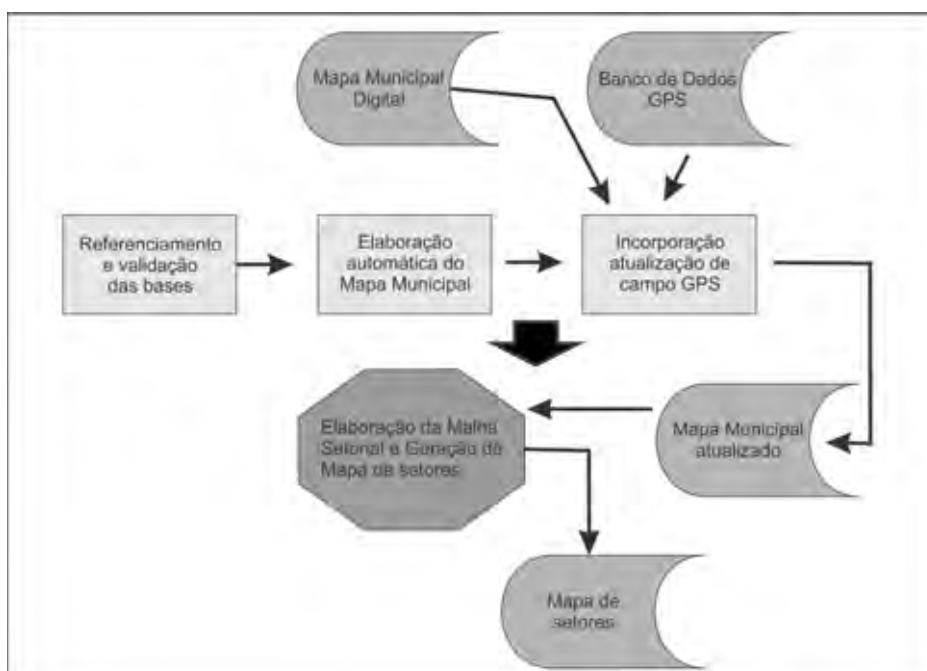 Mapa Municipal
Digital
Banco de Dados
GPS
Referenciamento
e validação
das bases
Elaboração
automática do
Mapa Municipal
Incorporação
atualização de
campo GPS
Elaboração da Malha
Setorial e Geração de
Mapa de setores
Mapa Municipal
atualizado
Mapa de
setores